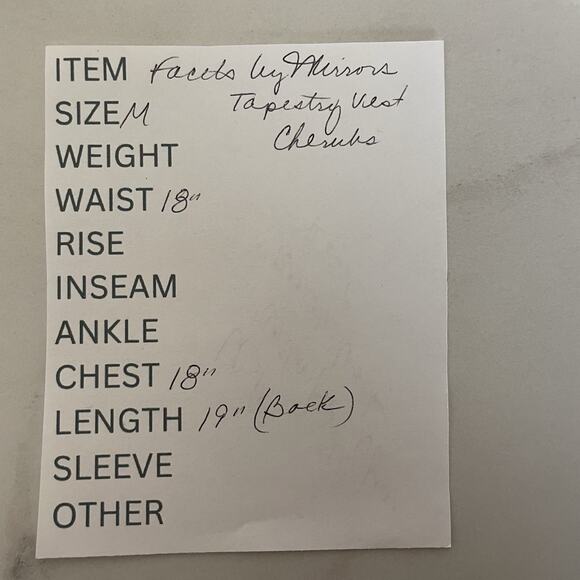 ITEM Facets by Mirrors
SIZE M Tapestry Vest
Cherubs
WEIGHT
WAIST 18"
RISE
INSEAM
ANKLE
CHEST 18"
LENGTH 19" (Back)
SLEEVE
OTHER